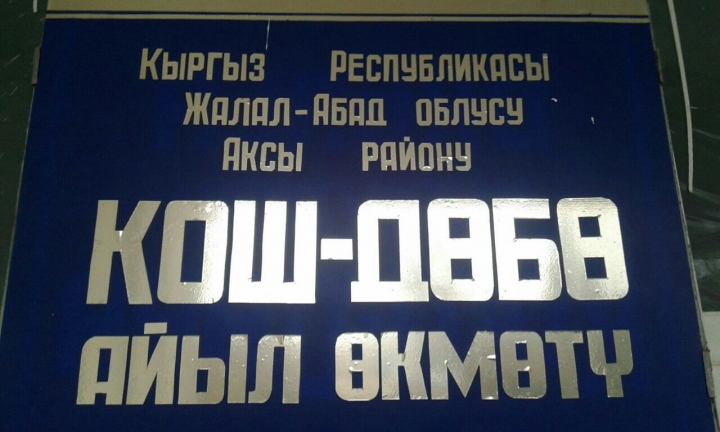 Кыргыз Республикасы
Жалал-Абад облусу
Аксы району
КОШ-ДӨБӨ
АЙЫЛ ӨКМӨТҮ